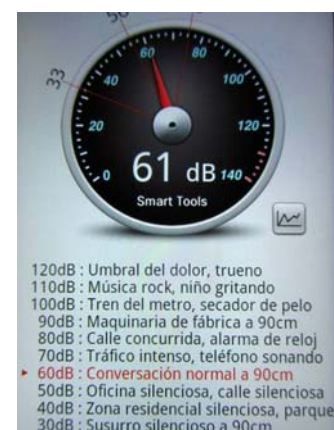 33
60
80
40
100
20
120
0
140
61 dB
Smart Tools
120dB : Umbral del dolor, trueno
110dB : Música rock, niño gritando
100dB : Tren del metro, secador de pelo
90dB : Maquinaria de fábrica a 90cm
80dB : Calle concurrida, alarma de reloj
70dB : Tráfico intenso, teléfono sonando
▸ 60dB : Conversación normal a 90cm
50dB : Oficina silenciosa, calle silenciosa
40dB : Zona residencial silenciosa, parque
30dB : Susurro silencioso a 90cm